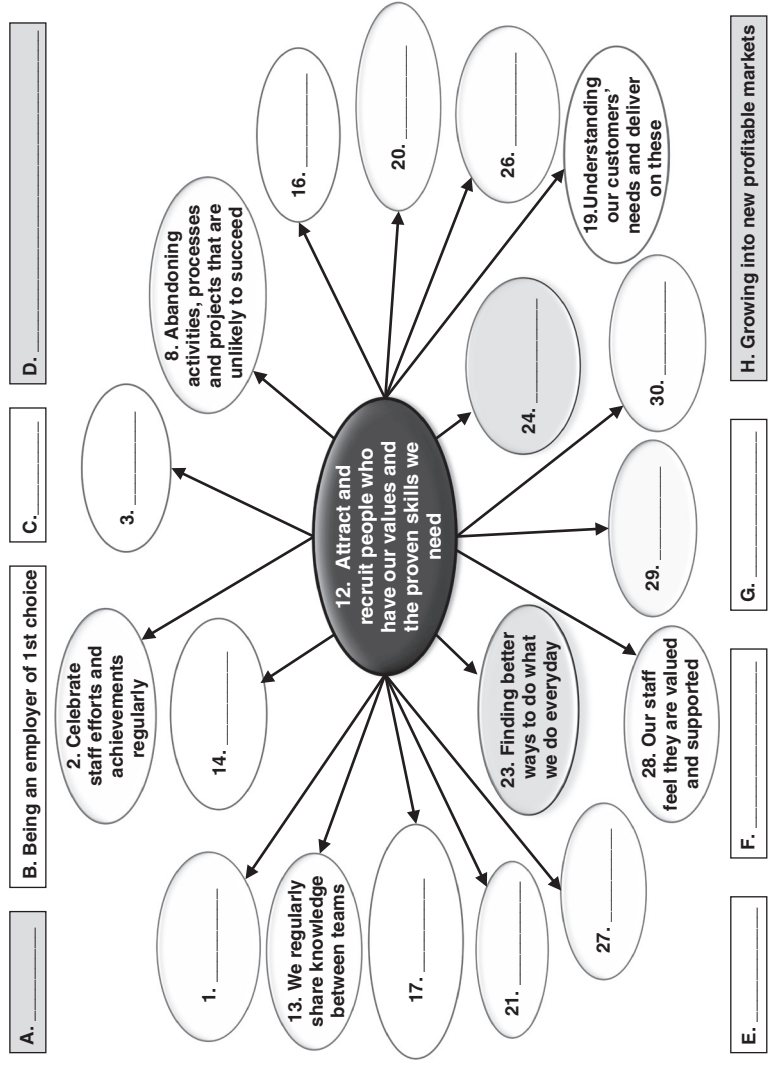 A. ________
B. Being an employer of 1st choice
C. ________
D. ________
2. Celebrate
staff efforts and
achievements
regularly
3. ________
8. Abandoning
activities, processes
and projects that are
unlikely to succeed
16. ________
20. ________
26. ________
19.Understanding
our customers'
needs and deliver
on these
1. ________
14. ________
13. We regularly
share knowledge
between teams
12. Attract and
recruit people who
have our values and
the proven skills we
need
17. ________
21. ________
27. ________
23. Finding better
ways to do what
we do everyday
24. ________
28. Our staff
feel they are valued
and supported
29. ________
30. ________
E. ________
F. ________
G. ________
H. Growing into new profitable markets